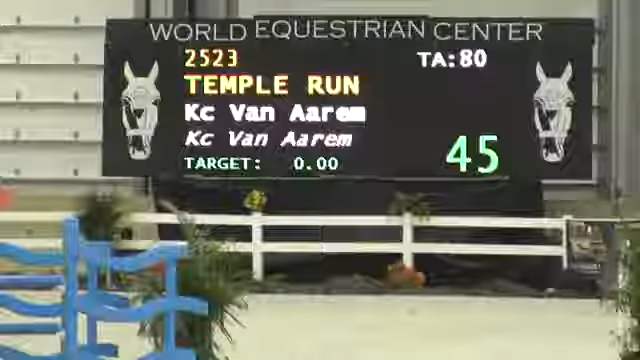 WORLD EQUESTRIAN CENTER
2523 TA:80
TEMPLE RUN
Kc Van Aarem
Kc Van Aarem
TARGET: 0.00 45